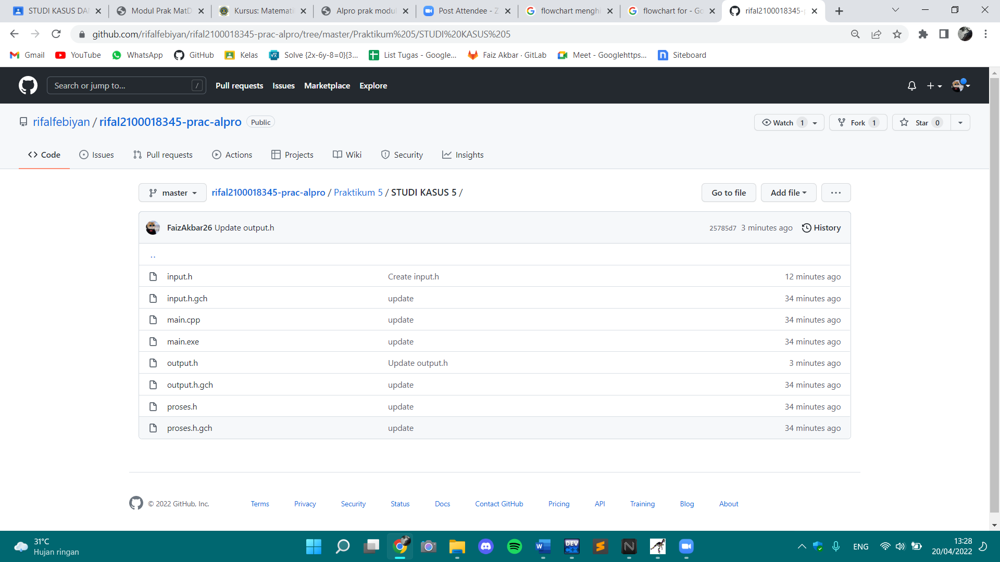 STUDI KASUS DAN
Modul Prak MatD
Kursus: Matemati
Alpro prak modul
Post Attendee - Z
flowchart menghi
flowchart for - Go
rifal2100018345-p
github.com/rifalfebiyan/rifal2100018345-prac-alpro/tree/master/Praktikum%205/STUDI%20KASUS%205
Gmail
YouTube
WhatsApp
GitHub
Kelas
Solve {2x-6y-8=0}{3...
List Tugas - Google...
Faiz Akbar · GitLab
Meet - Googlehttps...
Siteboard
Search or jump to... /
Pull requests
Issues
Marketplace
Explore
rifalfebiyan / rifal2100018345-prac-alpro Public
Watch 1
Fork 1
Star 0
Code
Issues
Pull requests
Actions
Projects
Wiki
Security
Insights
master
rifal2100018345-prac-alpro / Praktikum 5 / STUDI KASUS 5 /
Go to file
Add file
...
FaizAkbar26 Update output.h 25785d7 3 minutes ago History
..
input.h Create input.h 12 minutes ago
input.h.gch update 34 minutes ago
main.cpp update 34 minutes ago
main.exe update 34 minutes ago
output.h Update output.h 3 minutes ago
output.h.gch update 34 minutes ago
proses.h update 34 minutes ago
proses.h.gch update 34 minutes ago
© 2022 GitHub, Inc.
Terms
Privacy
Security
Status
Docs
Contact GitHub
Pricing
API
Training
Blog
About
31°C
Hujan ringan
DEV
C++
ENG
13:28
20/04/2022